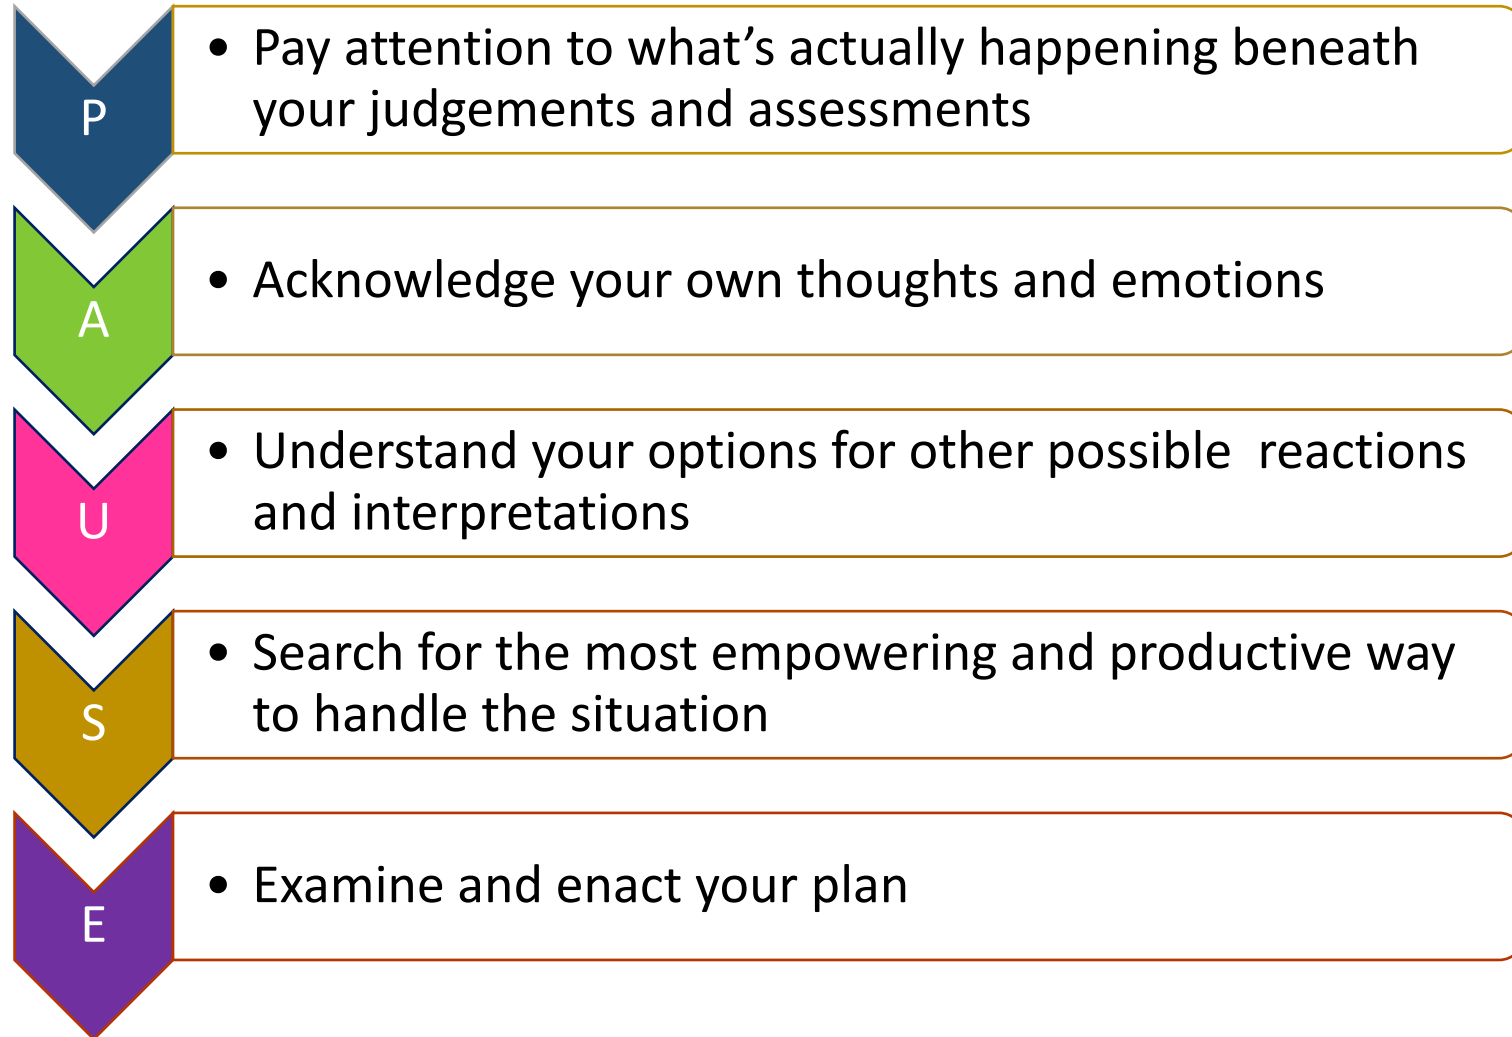 P
• Pay attention to what’s actually happening beneath
your judgements and assessments
A
• Acknowledge your own thoughts and emotions
U
• Understand your options for other possible  reactions
and interpretations
S
• Search for the most empowering and productive way
to handle the situation
E
• Examine and enact your plan